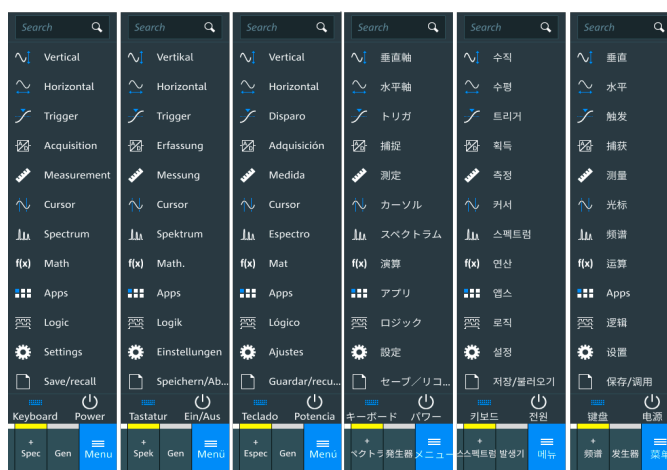 Search
Vertical
Horizontal
Trigger
Acquisition
Measurement
Cursor
Spectrum
f(x) Math
Apps
Logic
Settings
Save/recall
Keyboard Power
+
Spec Gen Menu
Search
Vertikal
Horizontal
Trigger
Erfassung
Messung
Cursor
Spektrum
f(x) Math.
Apps
Logik
Einstellungen
Speichern/Ab...
Tastatur Ein/Aus
+
Spek Gen Menü
Search
Vertical
Horizontal
Disparo
Adquisición
Medida
Cursor
Espectro
f(x) Mat
Apps
Lógico
Ajustes
Guardar/recu...
Teclado Potencia
+
Espec Gen Menú
Search
垂直軸
水平軸
トリガ
捕捉
測定
カーソル
スペクトラム
f(x) 演算
アプリ
ロジック
設定
セーブ／リコ...
キーボード パワー
+
ペクトラ 発生器 メニュー
Search
수직
수평
트리거
획득
측정
커서
스펙트럼
f(x) 연산
앱스
로직
설정
저장/불러오기
키보드 전원
+
스펙트럼 발생기 메뉴
Search
垂直
水平
触发
捕获
测量
光标
频谱
f(x) 运算
Apps
逻辑
设置
保存/调用
键盘 电源
+
频谱 发生器 菜单